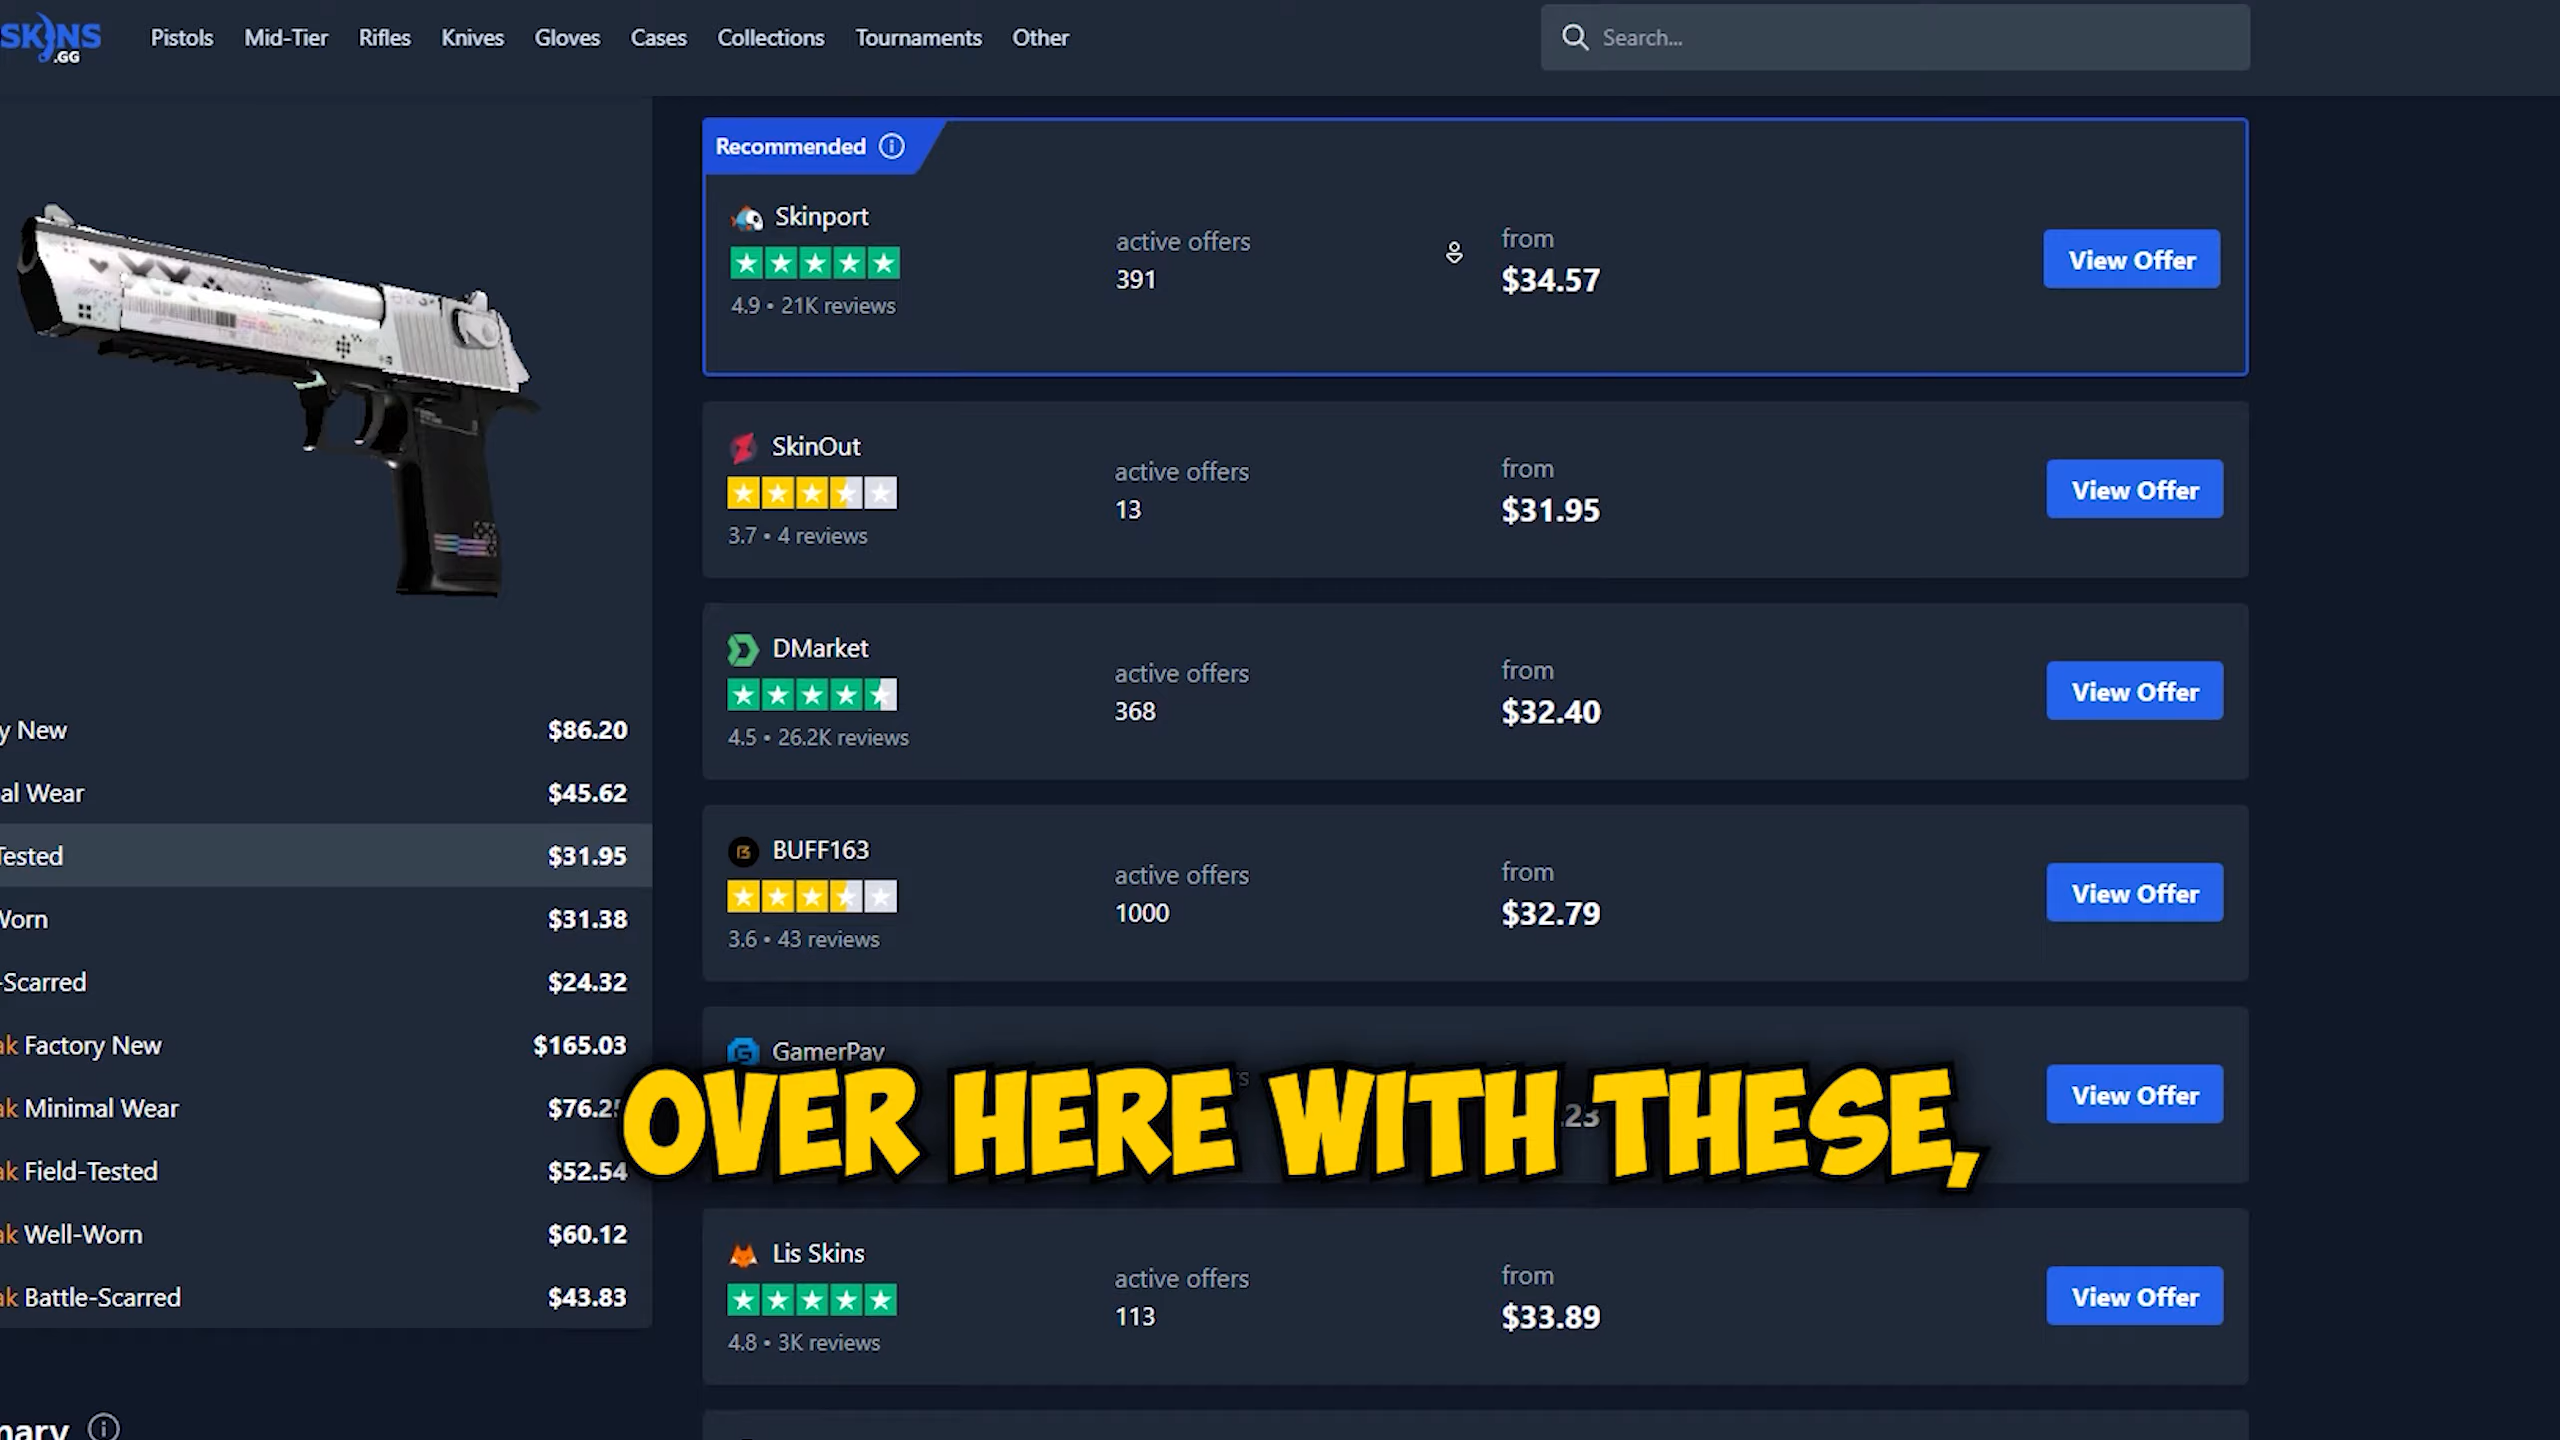 SKINS
.GG
Pistols Mid-Tier Rifles Knives Gloves Cases Collections Tournaments Other
Search...
y New $86.20
al Wear $45.62
Tested $31.95
Worn $31.38
-Scarred $24.32
ak Factory New $165.03
ak Minimal Wear $76.25
ak Field-Tested $52.54
ak Well-Worn $60.12
ak Battle-Scarred $43.83
mary
Recommended
Skinport
4.9 • 21K reviews
active offers
391
from
$34.57
View Offer
SkinOut
3.7 • 4 reviews
active offers
13
from
$31.95
View Offer
DMarket
4.5 • 26.2K reviews
active offers
368
from
$32.40
View Offer
BUFF163
3.6 • 43 reviews
active offers
1000
from
$32.79
View Offer
GamerPay
.23
View Offer
OVER HERE WITH THESE,
Lis Skins
4.8 • 3K reviews
active offers
113
from
$33.89
View Offer